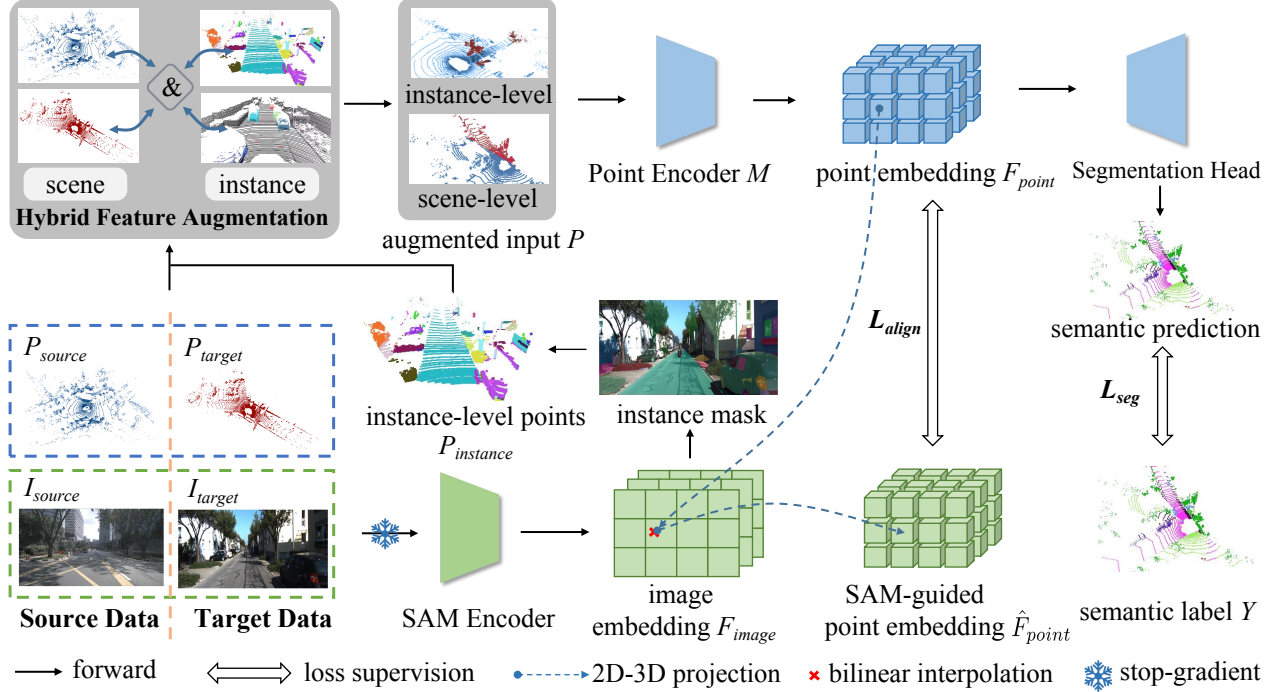 &
scene
instance
Hybrid Feature Augmentation
instance-level
scene-level
augmented input P
Point Encoder M
point embedding F_point
Segmentation Head
semantic prediction
L_align
L_seg
P_source
P_target
instance-level points
P_instance
instance mask
I_source
I_target
Source Data
Target Data
SAM Encoder
image
embedding F_image
SAM-guided
point embedding F̂_point
semantic label Y
forward
loss supervision
2D-3D projection
bilinear interpolation
stop-gradient